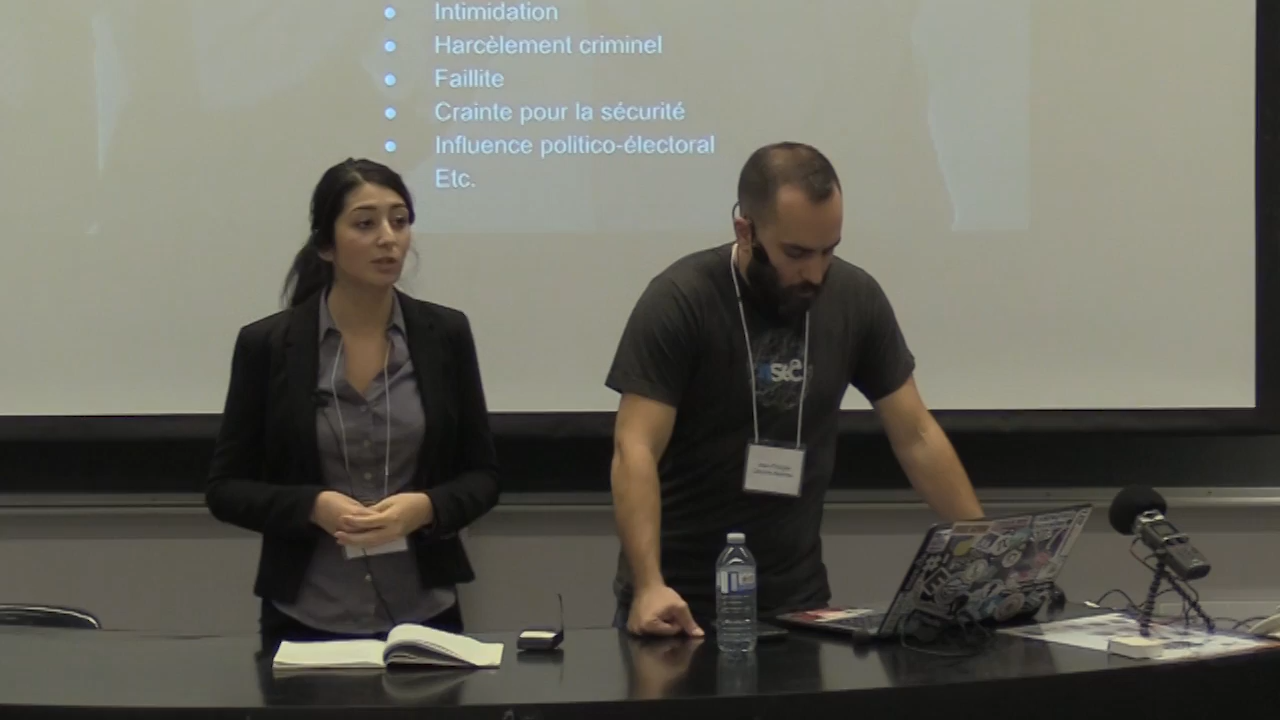 Intimidation
Harcèlement criminel
Faillite
Crainte pour la sécurité
Influence politico-électoral
Etc.